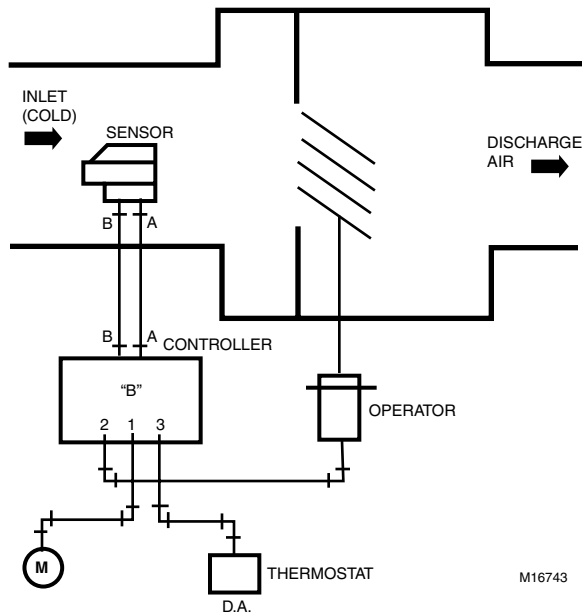 INLET
(COLD)
SENSOR
DISCHARGE
AIR
B
A
B
A
CONTROLLER
"B"
2 1 3
OPERATOR
M
THERMOSTAT
D.A.
M16743